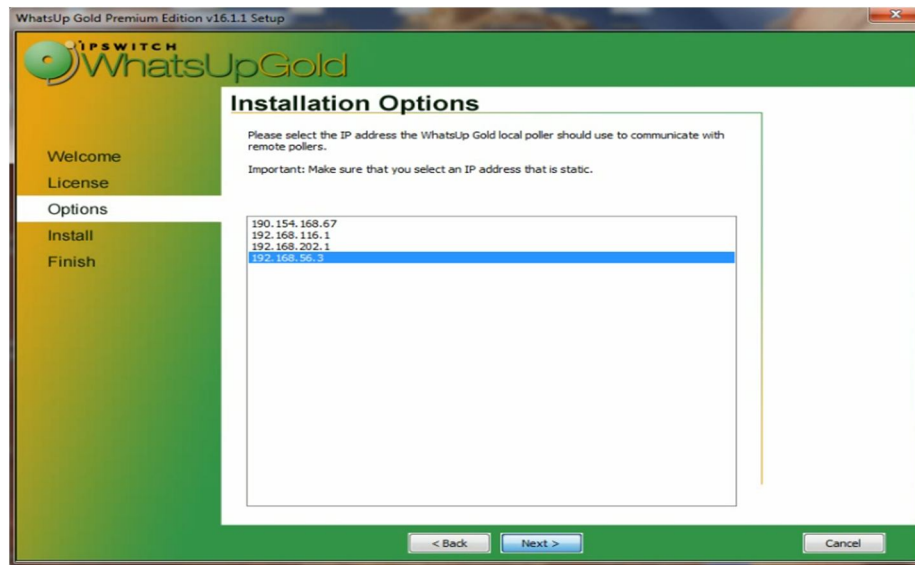 WhatsUp Gold Premium Edition v16.1.1 Setup
IPSWITCH
WhatsUpGold
Installation Options
Please select the IP address the WhatsUp Gold local poller should use to communicate with
remote pollers.
Important: Make sure that you select an IP address that is static.
Welcome
License
Options
Install
Finish
190.154.168.67
192.168.116.1
192.168.202.1
192.168.56.3
< Back
Next >
Cancel